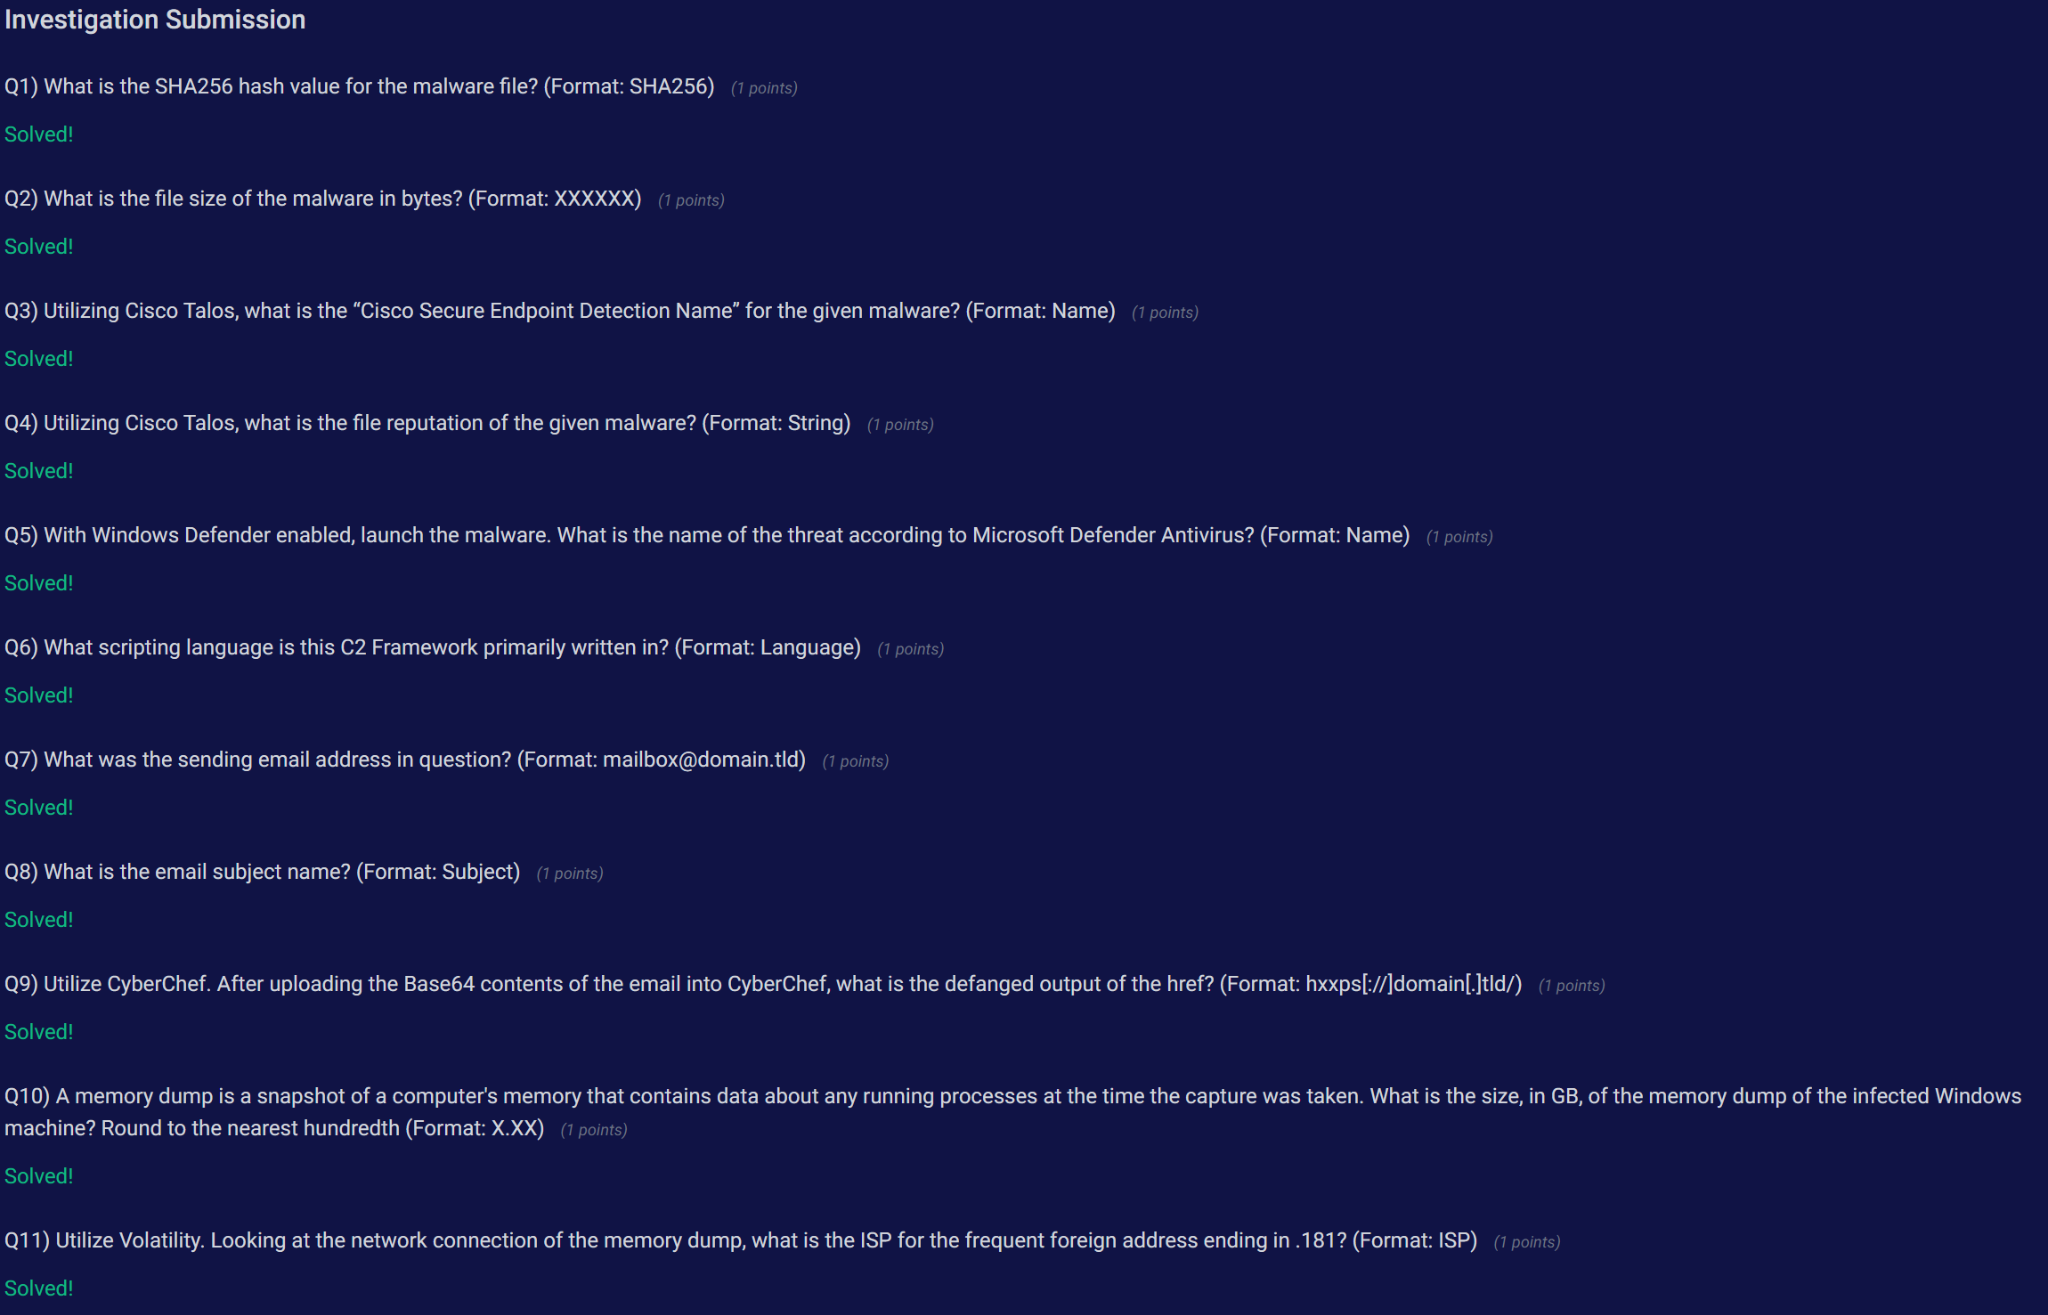 Investigation Submission
Q1) What is the SHA256 hash value for the malware file? (Format: SHA256) (1 points)
Solved!
Q2) What is the file size of the malware in bytes? (Format: XXXXXX) (1 points)
Solved!
Q3) Utilizing Cisco Talos, what is the “Cisco Secure Endpoint Detection Name” for the given malware? (Format: Name) (1 points)
Solved!
Q4) Utilizing Cisco Talos, what is the file reputation of the given malware? (Format: String) (1 points)
Solved!
Q5) With Windows Defender enabled, launch the malware. What is the name of the threat according to Microsoft Defender Antivirus? (Format: Name) (1 points)
Solved!
Q6) What scripting language is this C2 Framework primarily written in? (Format: Language) (1 points)
Solved!
Q7) What was the sending email address in question? (Format: mailbox@domain.tld) (1 points)
Solved!
Q8) What is the email subject name? (Format: Subject) (1 points)
Solved!
Q9) Utilize CyberChef. After uploading the Base64 contents of the email into CyberChef, what is the defanged output of the href? (Format: hxxps[://]domain[.]tld/) (1 points)
Solved!
Q10) A memory dump is a snapshot of a computer's memory that contains data about any running processes at the time the capture was taken. What is the size, in GB, of the memory dump of the infected Windows
machine? Round to the nearest hundredth (Format: X.XX) (1 points)
Solved!
Q11) Utilize Volatility. Looking at the network connection of the memory dump, what is the ISP for the frequent foreign address ending in .181? (Format: ISP) (1 points)
Solved!